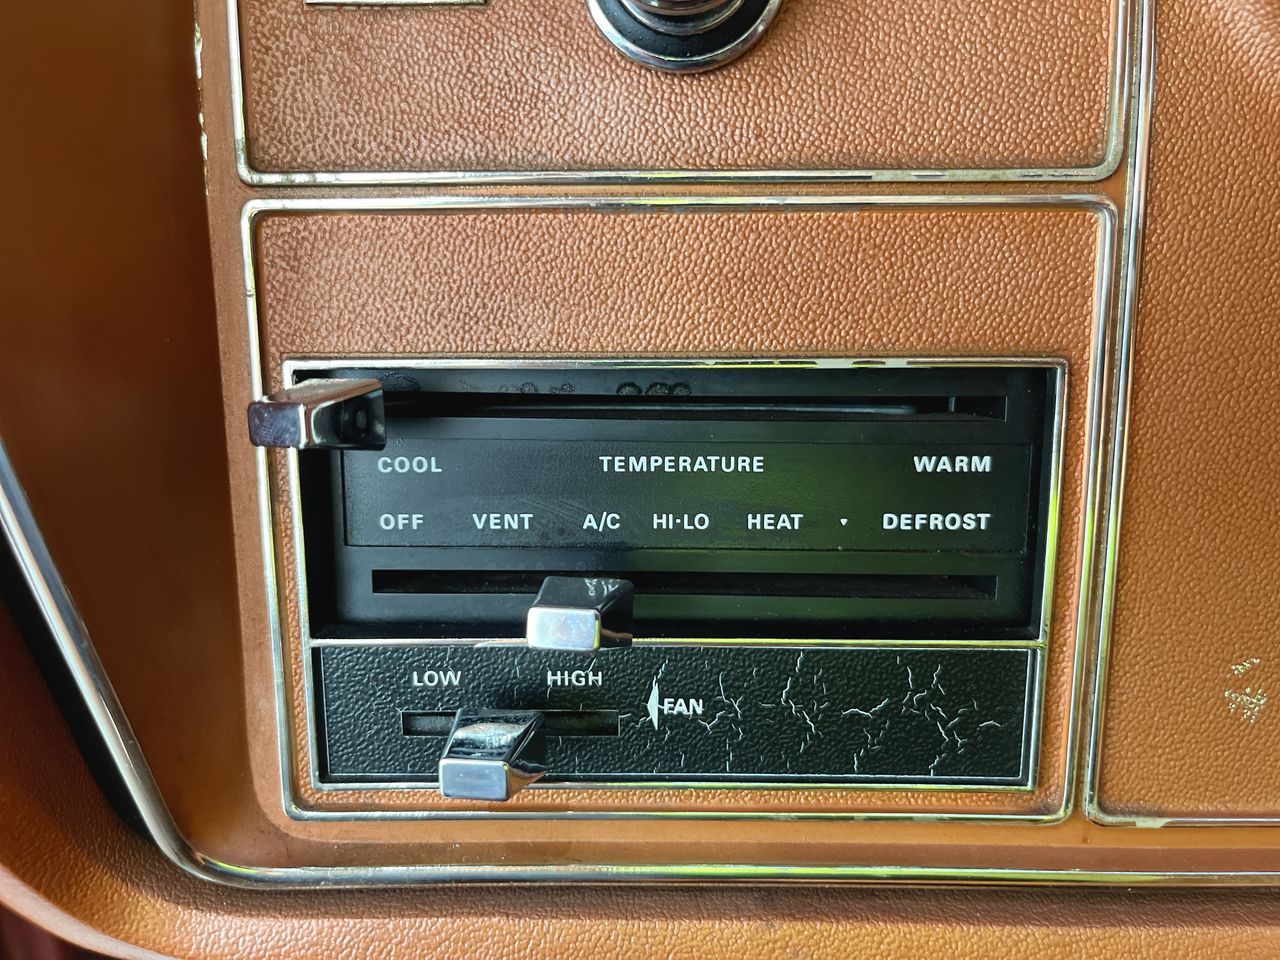 COOL TEMPERATURE WARM
OFF VENT A/C HI·LO HEAT DEFROST
LOW HIGH
FAN